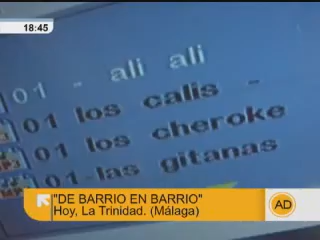 18:45
01 - ali ali
01 los calis -
01 los cheroke
01-las gitanas
"DE BARRIO EN BARRIO"
Hoy, La Trinidad. (Málaga)
AD